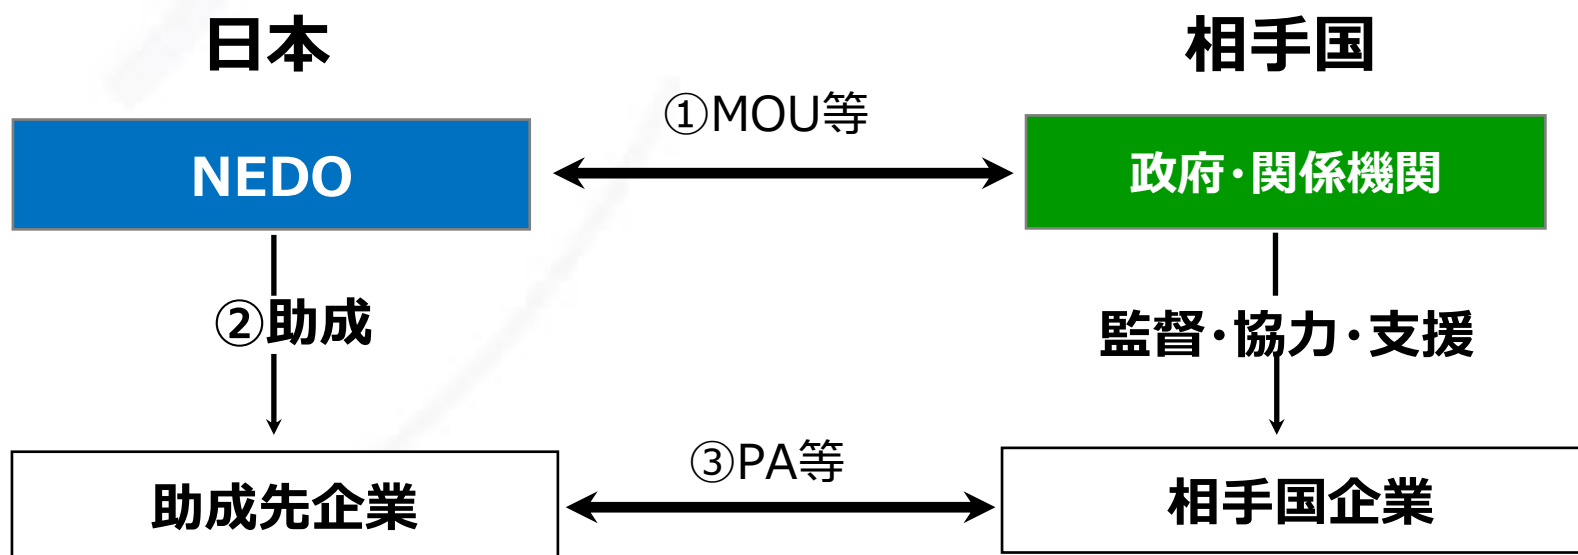 日本
相手国
①MOU等
NEDO
政府・関係機関
②助成
監督・協力・支援
③PA等
助成先企業
相手国企業